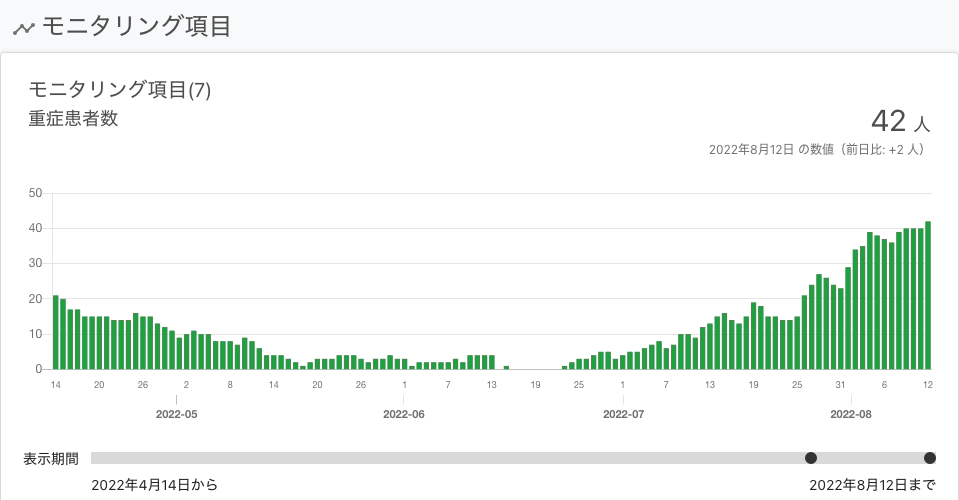 モニタリング項目
モニタリング項目(7)
重症患者数
42 人
2022年8月12日 の数値（前日比: +2 人）
50
40
30
20
10
0
14 20 26 2 8 14 20 26 1 7 13 19 25 1 7 13 19 25 31 6 12
2022-05 2022-06 2022-07 2022-08
表示期間
2022年4月14日から 2022年8月12日まで